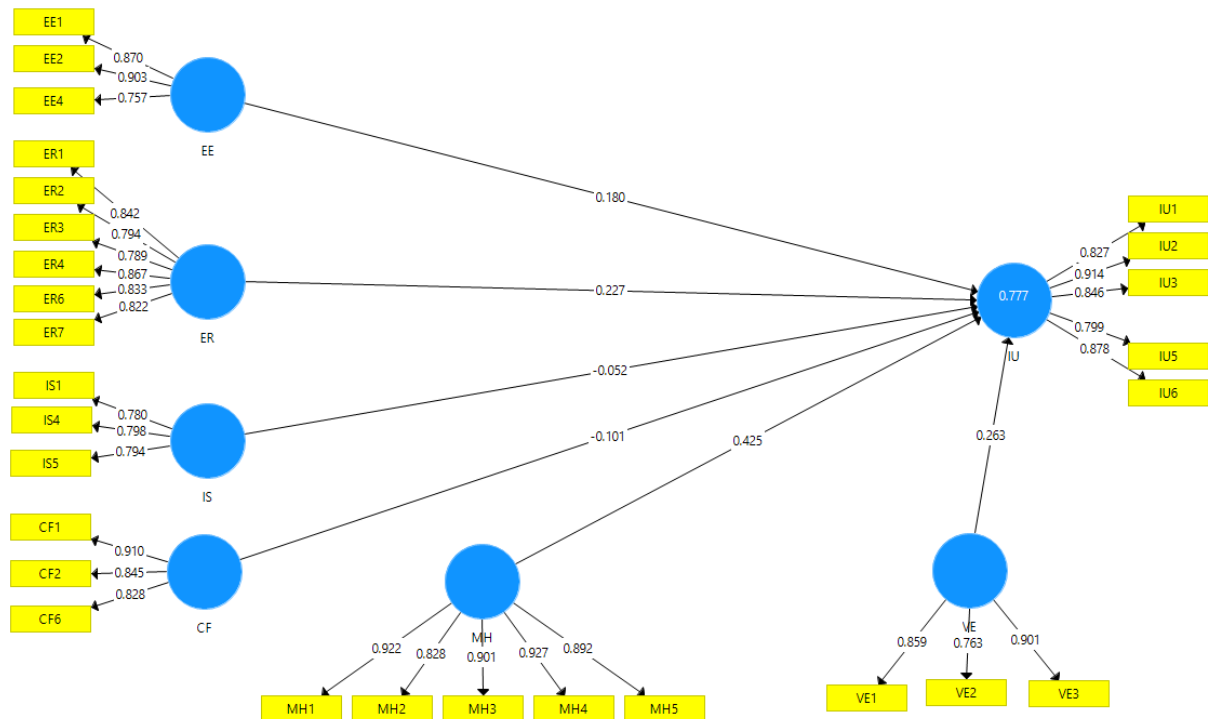 EE1
0.870
EE2
0.903
EE4
0.757
EE
ER1
ER2
0.842
0.794
ER3
0.789
ER4
0.867
ER6
0.833
ER7
0.822
ER
IS1
0.780
IS4
0.798
IS5
0.794
IS
CF1
0.910
CF2
0.845
CF6
0.828
CF
0.180
0.227
-0.052
-0.101
0.425
0.263
0.777
IU
IU1
0.827
IU2
0.914
IU3
0.846
0.799
IU5
0.878
IU6
MH
0.922
0.828
0.901
0.927
0.892
MH1
MH2
MH3
MH4
MH5
VE
0.859
0.763
0.901
VE1
VE2
VE3